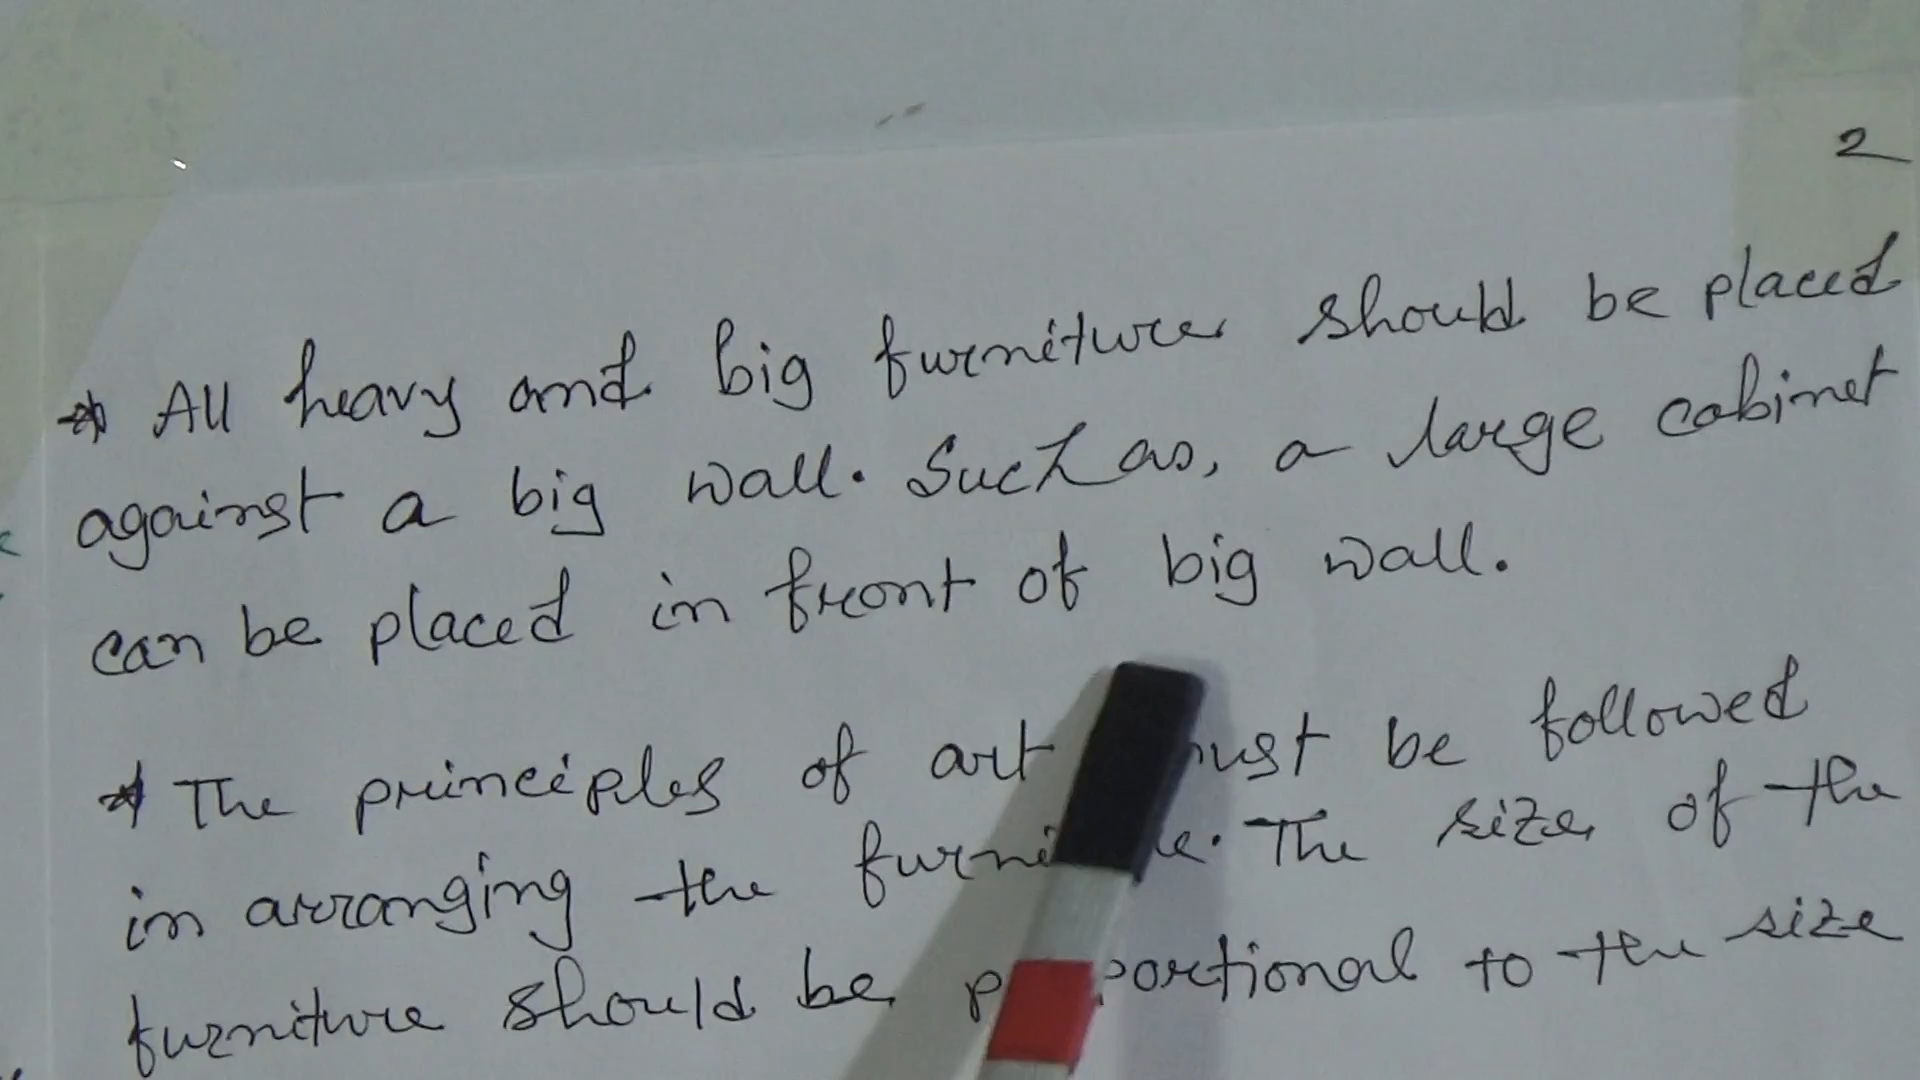 2
* All heavy and big furnitures should be placed
against a big wall. Such as, a large cabinet
can be placed in front of big wall.
* The principles of art must be followed
in arranging the furniture. The size of the
furniture should be proportional to the size